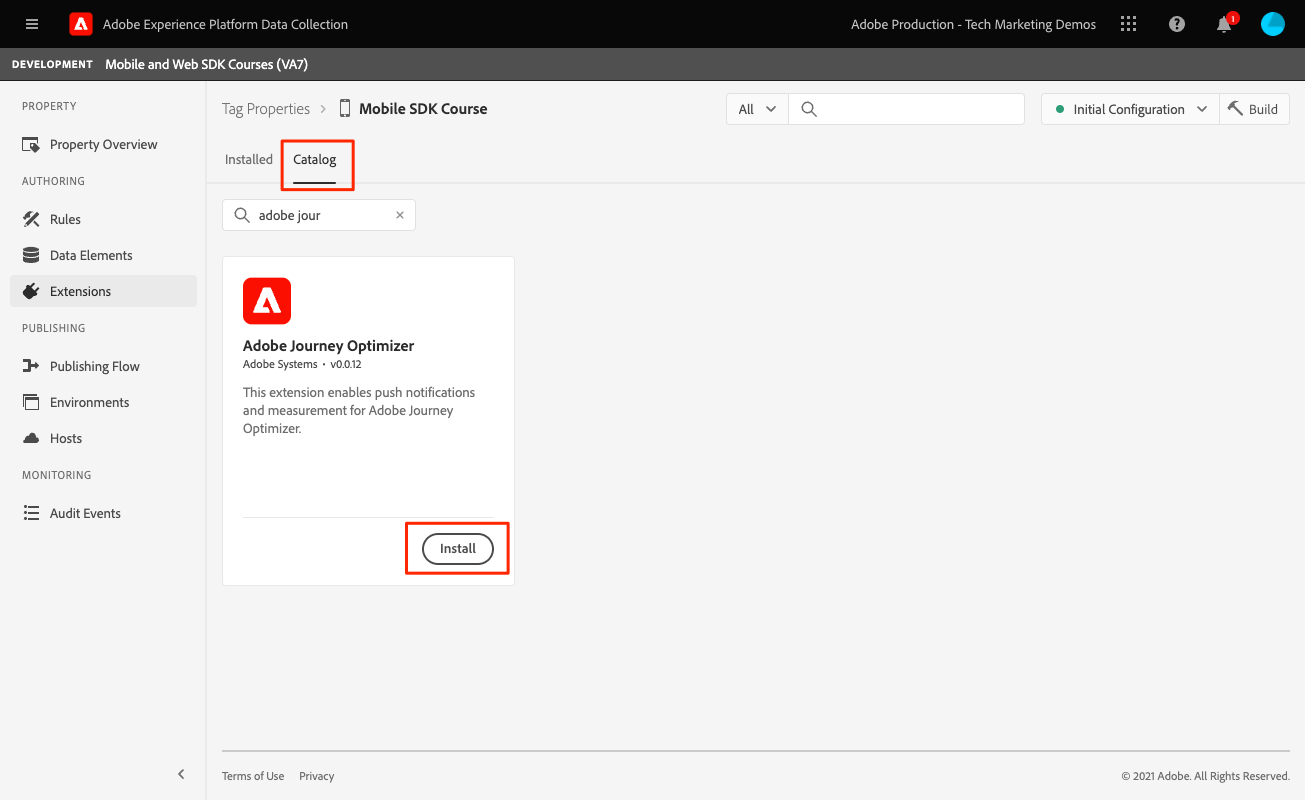 Adobe Experience Platform Data Collection
Adobe Production - Tech Marketing Demos
1
DEVELOPMENT Mobile and Web SDK Courses (VA7)
PROPERTY
Property Overview
AUTHORING
Rules
Data Elements
Extensions
PUBLISHING
Publishing Flow
Environments
Hosts
MONITORING
Audit Events
Tag Properties > Mobile SDK Course
All
Initial Configuration
Build
Installed
Catalog
adobe jour
Adobe Journey Optimizer
Adobe Systems • v0.0.12
This extension enables push notifications
and measurement for Adobe Journey
Optimizer.
Install
Terms of Use
Privacy
© 2021 Adobe. All Rights Reserved.